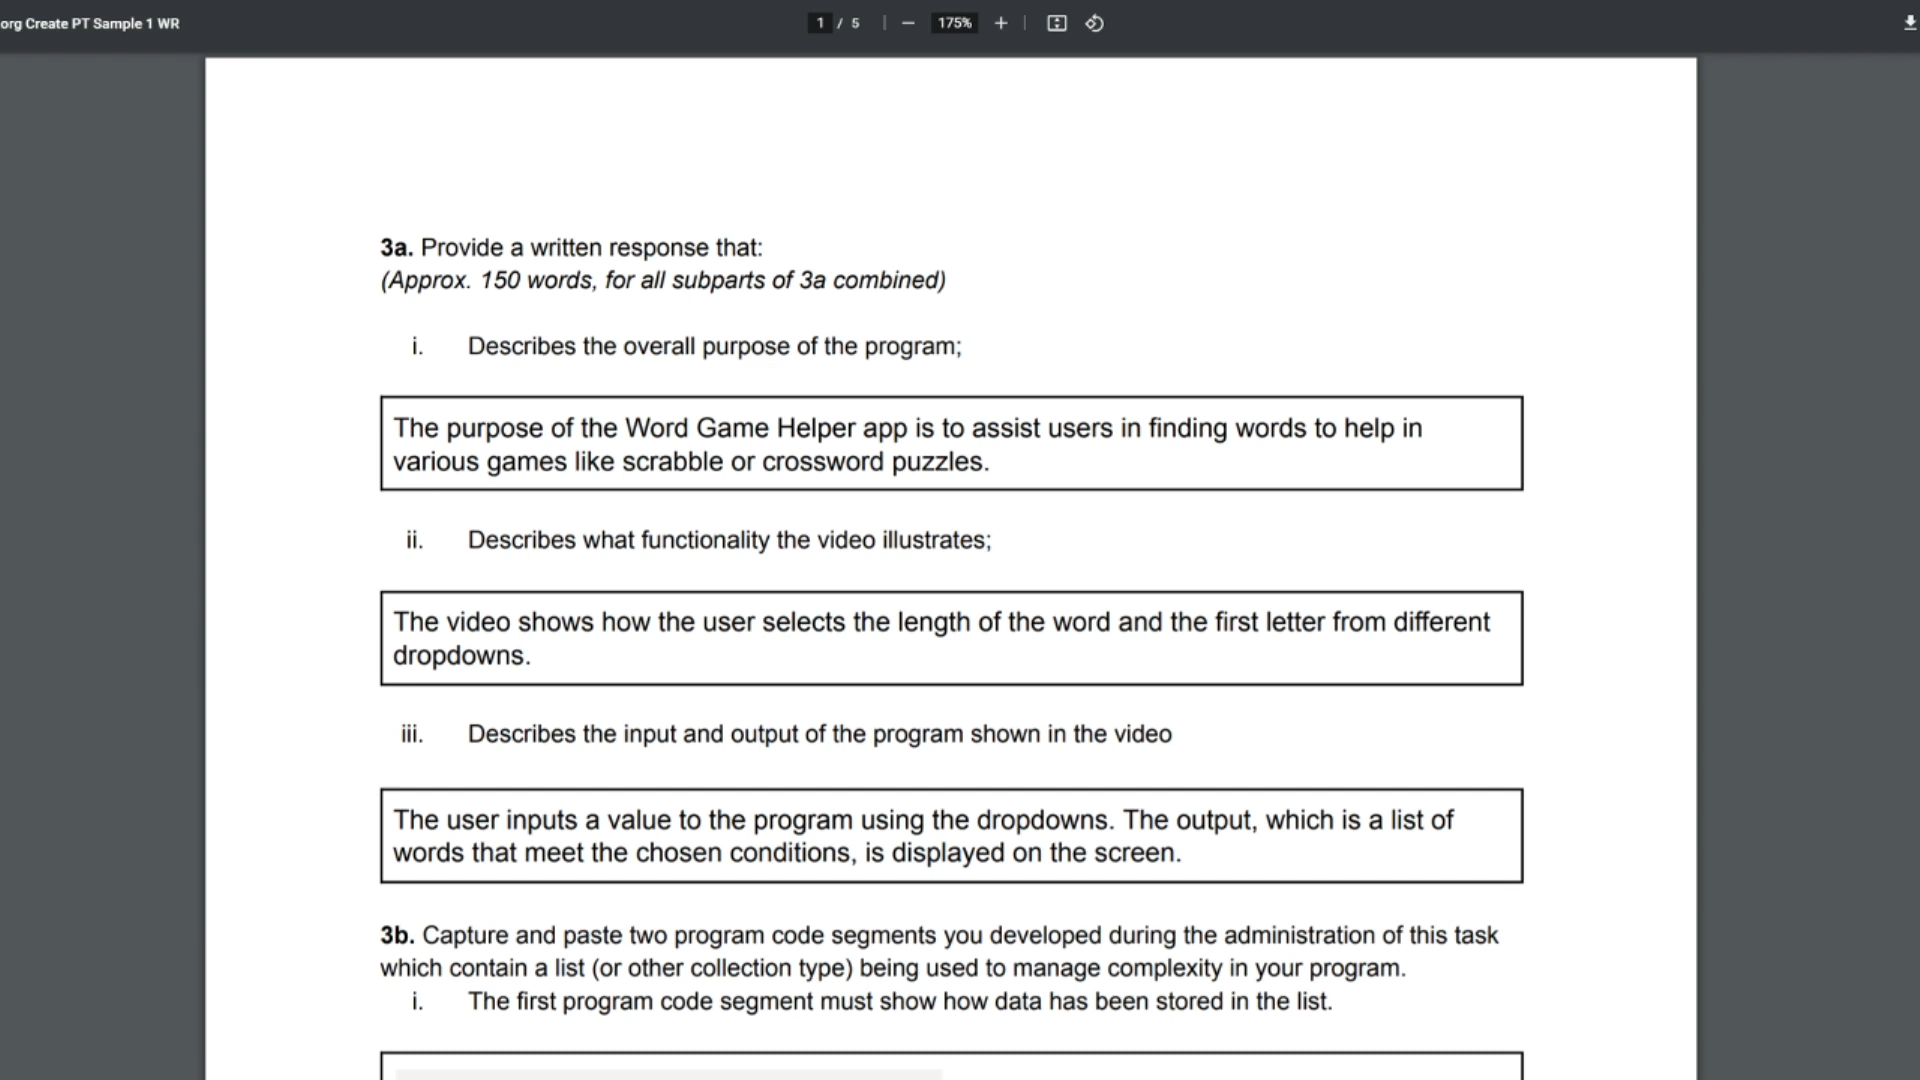 org Create PT Sample 1 WR
1 / 5
175%
3a. Provide a written response that:
(Approx. 150 words, for all subparts of 3a combined)
i. Describes the overall purpose of the program;
The purpose of the Word Game Helper app is to assist users in finding words to help in
various games like scrabble or crossword puzzles.
ii. Describes what functionality the video illustrates;
The video shows how the user selects the length of the word and the first letter from different
dropdowns.
iii. Describes the input and output of the program shown in the video
The user inputs a value to the program using the dropdowns. The output, which is a list of
words that meet the chosen conditions, is displayed on the screen.
3b. Capture and paste two program code segments you developed during the administration of this task
which contain a list (or other collection type) being used to manage complexity in your program.
i. The first program code segment must show how data has been stored in the list.